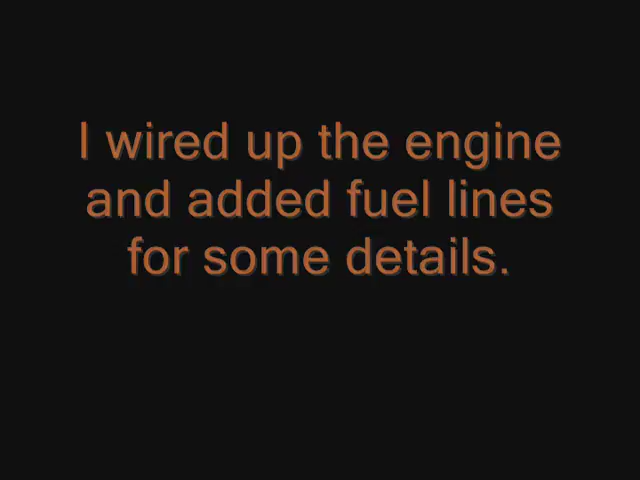 I wired up the engine
and added fuel lines
for some details.